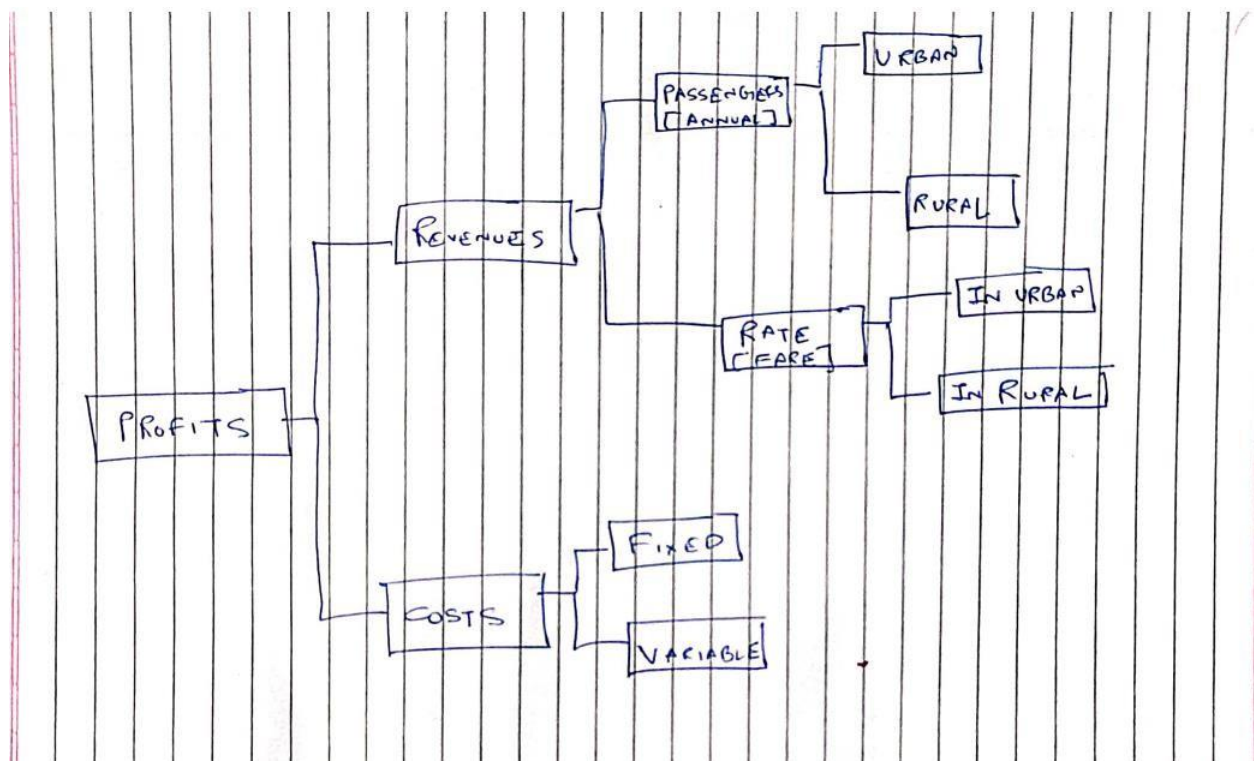 URBAN
PASSENGERS
[ANNUAL]
RURAL
REVENUES
IN URBAN
RATE
[FARE]
IN RURAL
PROFITS
FIXED
COSTS
VARIABLE